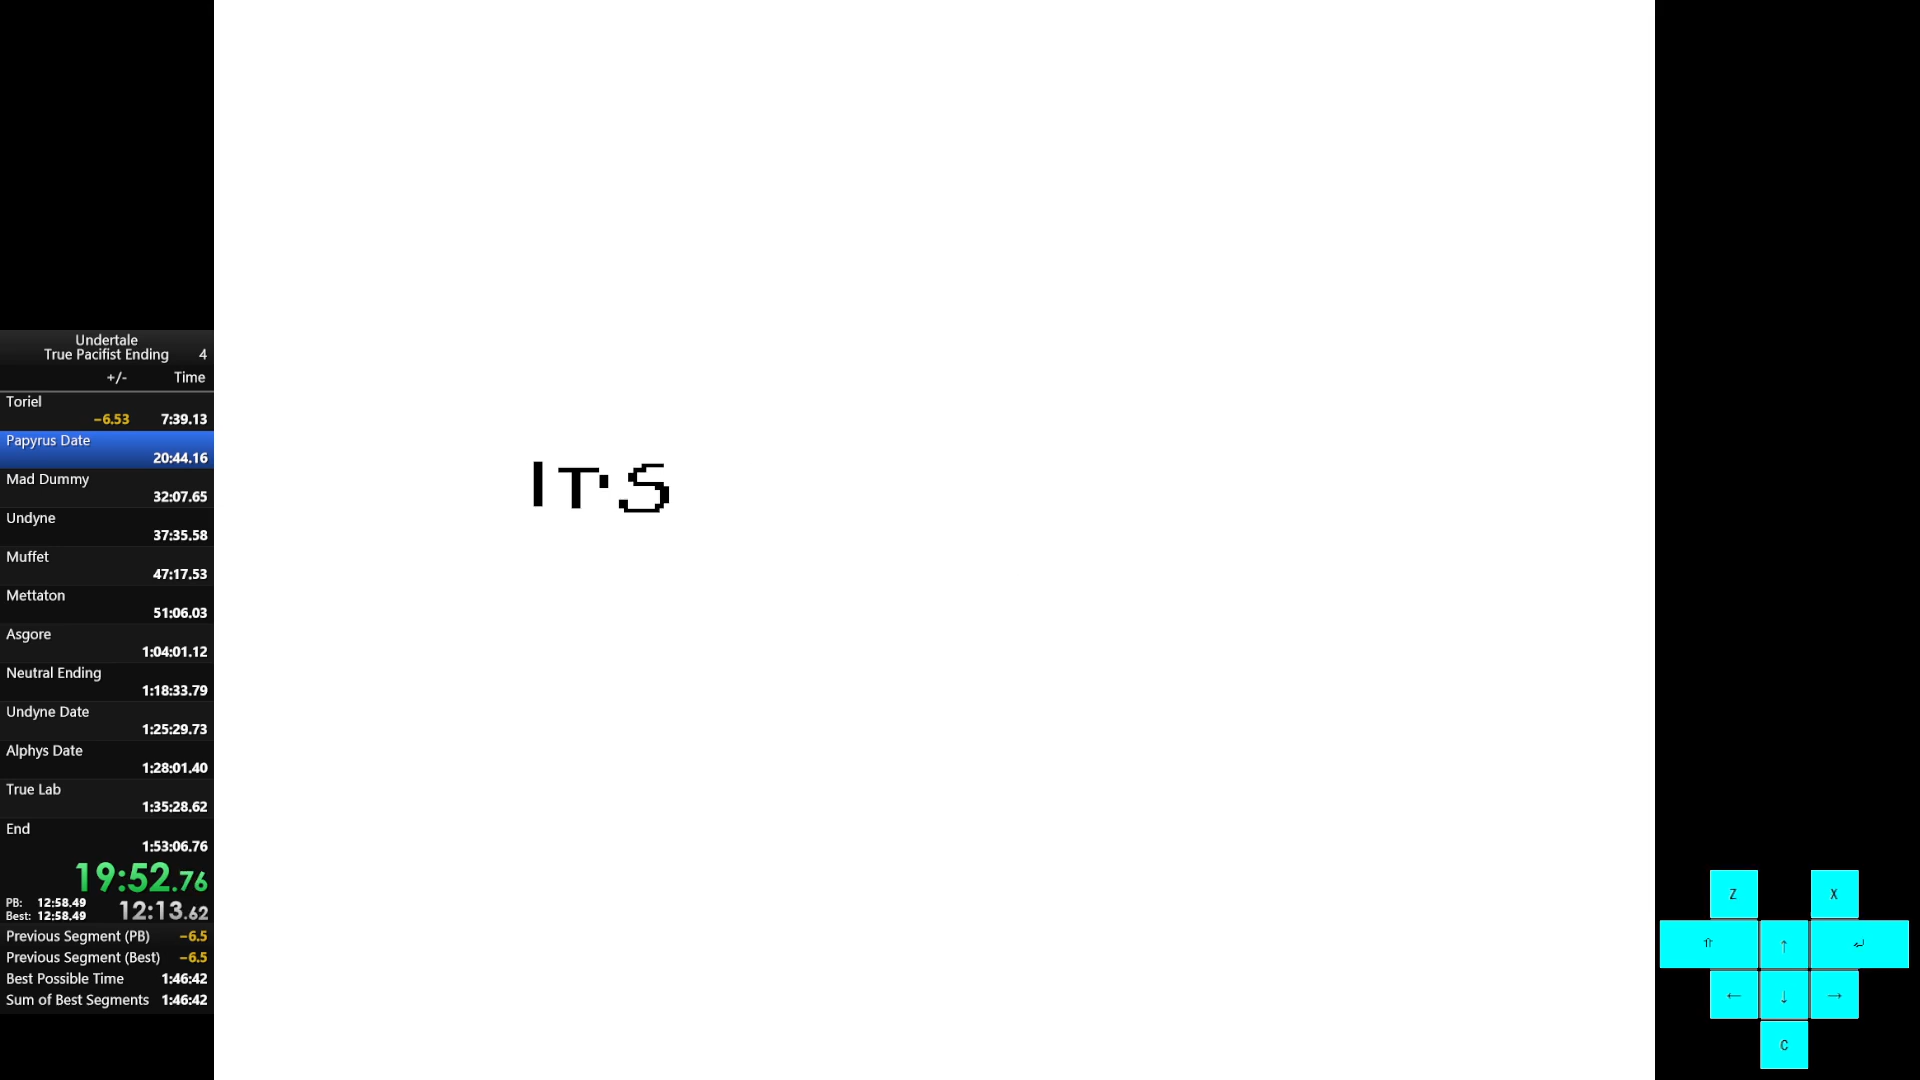 Undertale
True Pacifist Ending 4
+/- Time
Toriel
−6.53 7:39.13
Papyrus Date
20:44.16
Mad Dummy
32:07.65
Undyne
37:35.58
Muffet
47:17.53
Mettaton
51:06.03
Asgore
1:04:01.12
Neutral Ending
1:18:33.79
Undyne Date
1:25:29.73
Alphys Date
1:28:01.40
True Lab
1:35:28.62
End
1:53:06.76
19:52.76
PB: 12:58.49
Best: 12:58.49
12:13.62
Previous Segment (PB) −6.5
Previous Segment (Best) −6.5
Best Possible Time 1:46:42
Sum of Best Segments 1:46:42
IT'S
Z X
⇧ ↑ ↵
← ↓ →
C